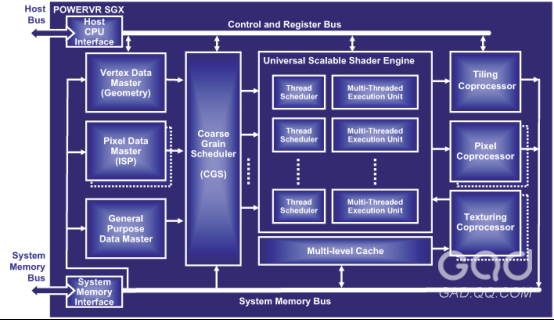 Host
Bus
POWERVR SGX
Host
CPU
Interface
Control and Register Bus
Vertex Data
Master
(Geometry)
Pixel Data
Master
(ISP)
General
Purpose
Data Master
Coarse
Grain
Scheduler
(CGS)
Universal Scalable Shader Engine
Thread
Scheduler
Multi-Threaded
Execution Unit
Thread
Scheduler
Multi-Threaded
Execution Unit
Thread
Scheduler
Multi-Threaded
Execution Unit
Multi-level Cache
Tiling
Coprocessor
Pixel
Coprocessor
Texturing
Coprocessor
System
Memory
Bus
System
Memory
Interface
System Memory Bus
GAD
GAD.QQ.COM